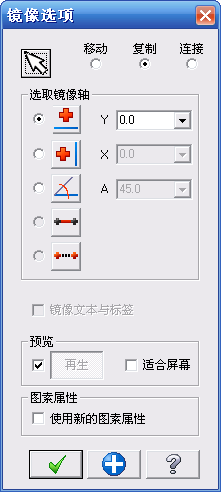 镜像选项
移动 复制 连接
选取镜像轴
Y 0.0
X 0.0
A 45.0
镜像文本与标签
预览
再生 适合屏幕
图素属性
使用新的图素属性